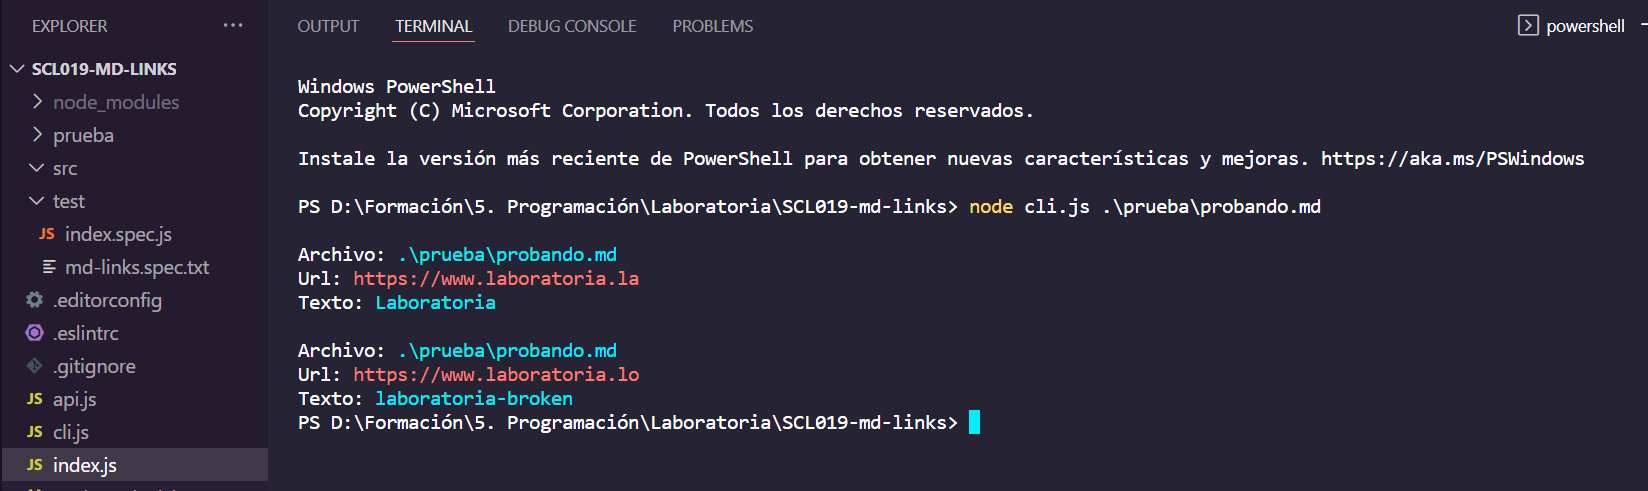 EXPLORER
SCL019-MD-LINKS
node_modules
prueba
src
test
JS index.spec.js
md-links.spec.txt
.editorconfig
.eslintrc
.gitignore
JS api.js
JS cli.js
JS index.js
OUTPUT TERMINAL DEBUG CONSOLE PROBLEMS powershell
Windows PowerShell
Copyright (C) Microsoft Corporation. Todos los derechos reservados.
Instale la versión más reciente de PowerShell para obtener nuevas características y mejoras. https://aka.ms/PSWindows
PS D:\Formación\5. Programación\Laboratoria\SCL019-md-links> node cli.js .\prueba\probando.md
Archivo: .\prueba\probando.md
Url: https://www.laboratoria.la
Texto: Laboratoria
Archivo: .\prueba\probando.md
Url: https://www.laboratoria.lo
Texto: laboratoria-broken
PS D:\Formación\5. Programación\Laboratoria\SCL019-md-links>